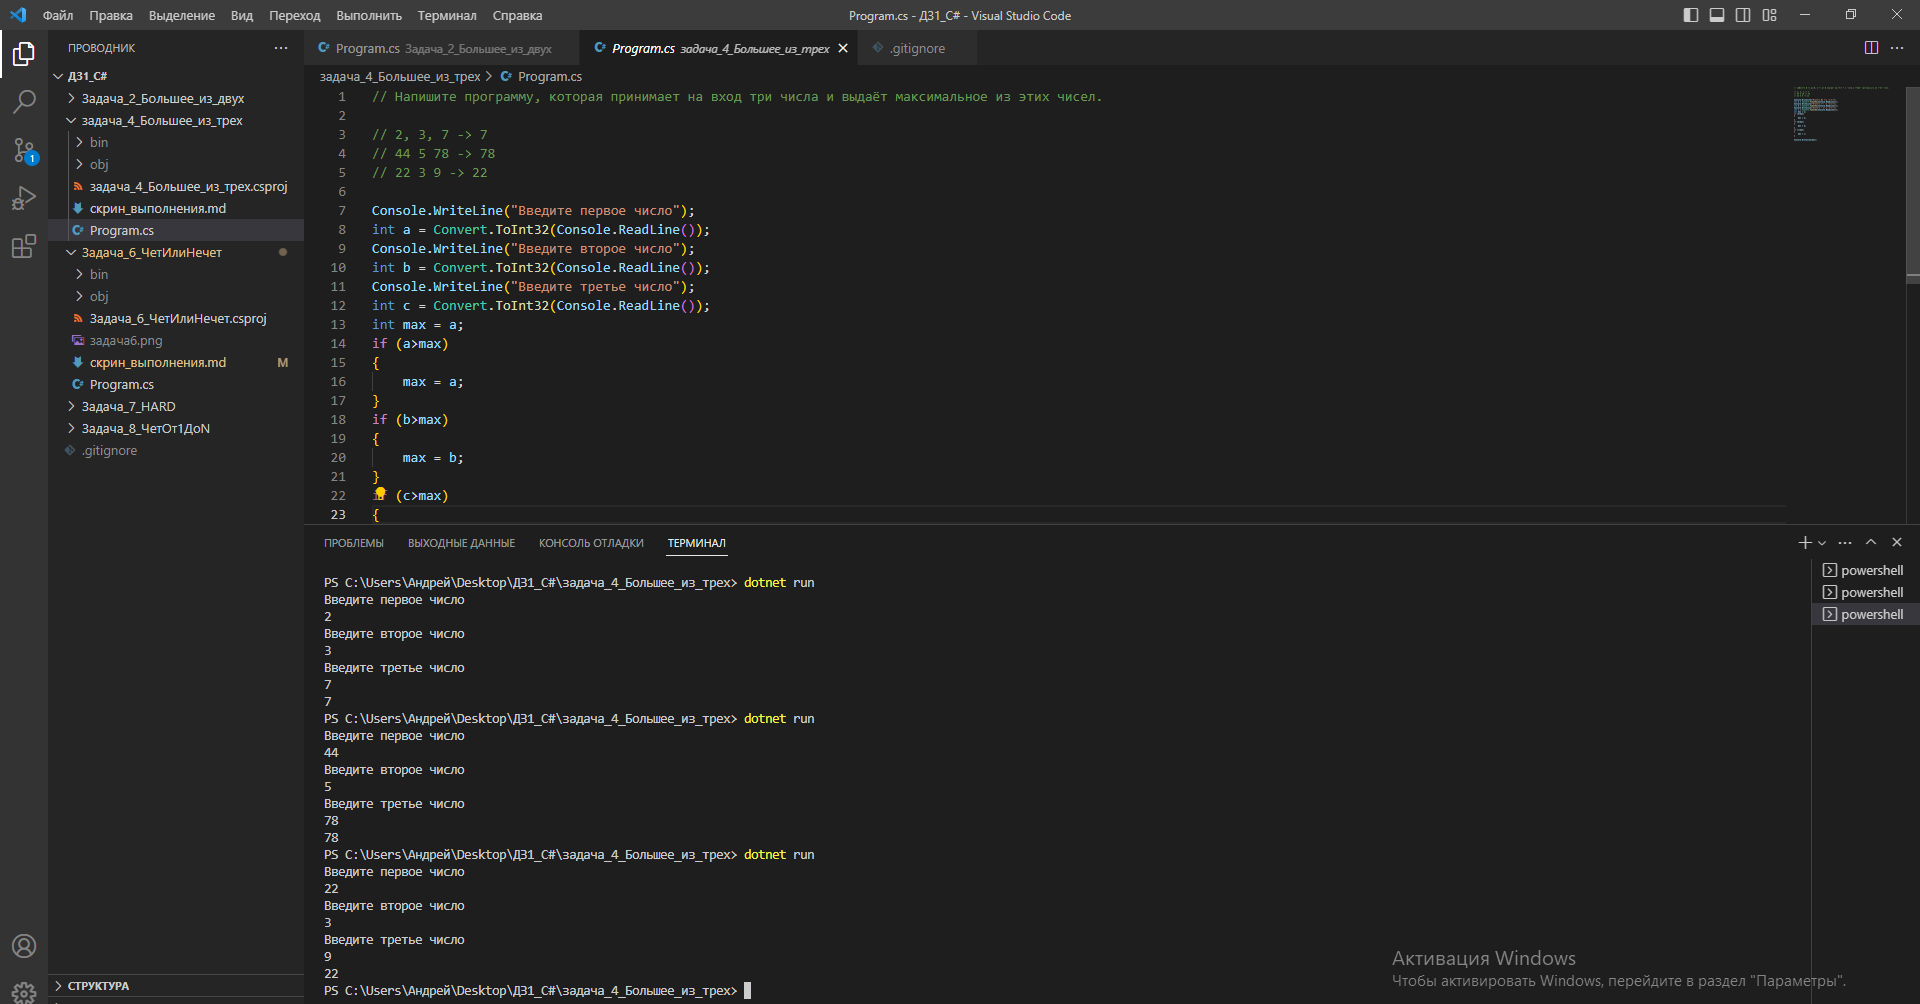 Файл Правка Выделение Вид Переход Выполнить Терминал Справка
Program.cs - ДЗ1_C# - Visual Studio Code
ПРОВОДНИК
ДЗ1_C#
Задача_2_Большее_из_двух
задача_4_Большее_из_трех
bin
obj
задача_4_Большее_из_трех.csproj
скрин_выполнения.md
Program.cs
Задача_6_ЧетИлиНечет
bin
obj
Задача_6_ЧетИлиНечет.csproj
задача6.png
скрин_выполнения.md M
Program.cs
Задача_7_HARD
Задача_8_ЧетОт1ДоN
.gitignore
СТРУКТУРА
1
Program.cs Задача_2_Большее_из_двух
Program.cs задача_4_Большее_из_трех
.gitignore
задача_4_Большее_из_трех > Program.cs
1 // Напишите программу, которая принимает на вход три числа и выдаёт максимальное из этих чисел.
2
3 // 2, 3, 7 -> 7
4 // 44 5 78 -> 78
5 // 22 3 9 -> 22
6
7 Console.WriteLine("Введите первое число");
8 int a = Convert.ToInt32(Console.ReadLine());
9 Console.WriteLine("Введите второе число");
10 int b = Convert.ToInt32(Console.ReadLine());
11 Console.WriteLine("Введите третье число");
12 int c = Convert.ToInt32(Console.ReadLine());
13 int max = a;
14 if (a>max)
15 {
16 max = a;
17 }
18 if (b>max)
19 {
20 max = b;
21 }
22 (c>max)
23 {
ПРОБЛЕМЫ ВЫХОДНЫЕ ДАННЫЕ КОНСОЛЬ ОТЛАДКИ ТЕРМИНАЛ
PS C:\Users\Андрей\Desktop\ДЗ1_C#\задача_4_Большее_из_трех> dotnet run
Введите первое число
2
Введите второе число
3
Введите третье число
7
7
PS C:\Users\Андрей\Desktop\ДЗ1_C#\задача_4_Большее_из_трех> dotnet run
Введите первое число
44
Введите второе число
5
Введите третье число
78
78
PS C:\Users\Андрей\Desktop\ДЗ1_C#\задача_4_Большее_из_трех> dotnet run
Введите первое число
22
Введите второе число
3
Введите третье число
9
22
PS C:\Users\Андрей\Desktop\ДЗ1_C#\задача_4_Большее_из_трех>
powershell
powershell
powershell
Активация Windows
Чтобы активировать Windows, перейдите в раздел "Параметры".